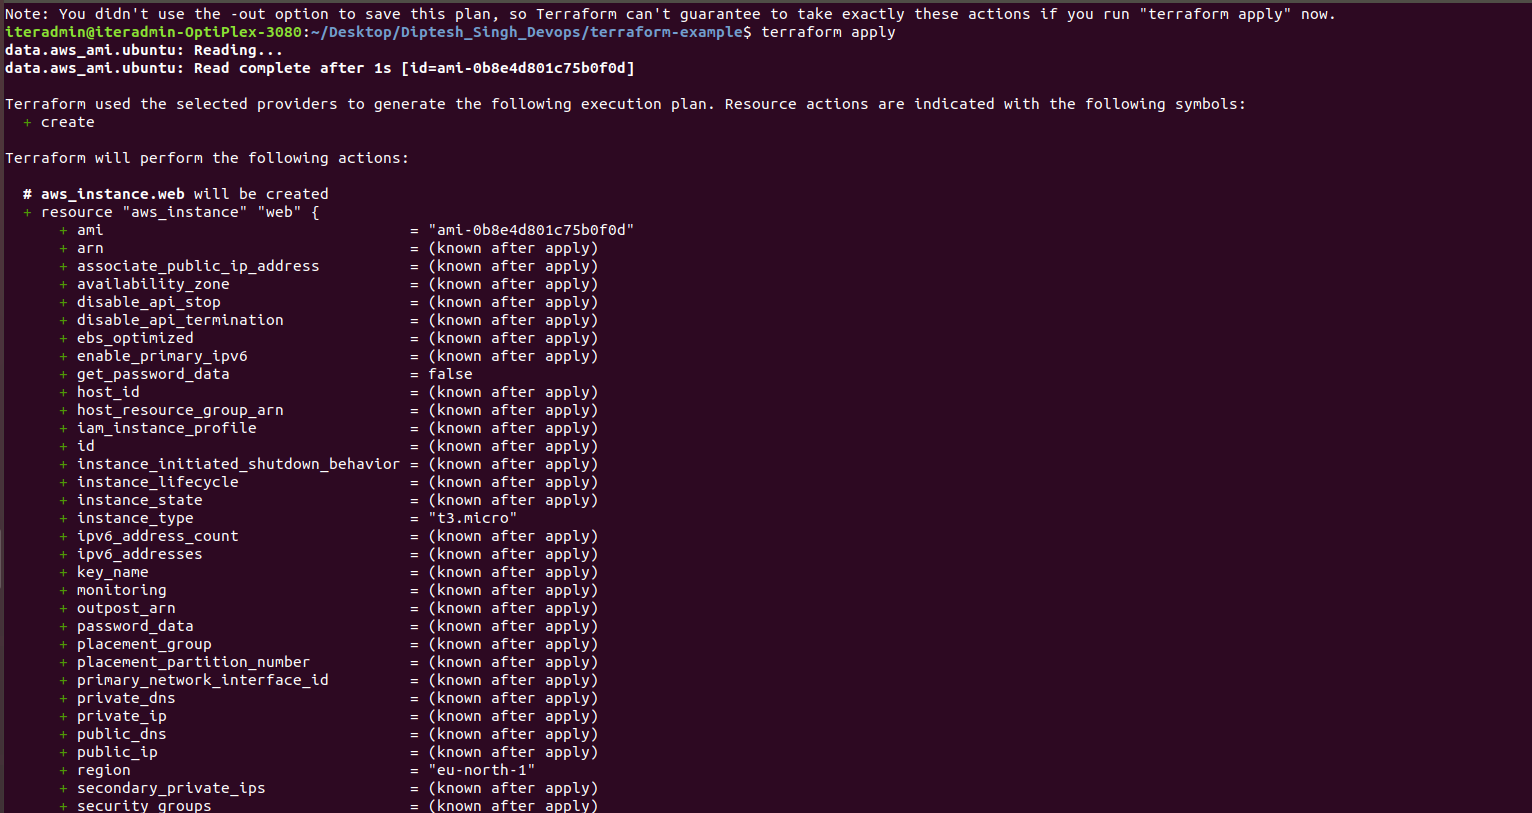 Note: You didn't use the -out option to save this plan, so Terraform can't guarantee to take exactly these actions if you run "terraform apply" now.
iteradmin@iteradmin-OptiPlex-3080:~/Desktop/Diptesh_Singh_Devops/terraform-example$ terraform apply
data.aws_ami.ubuntu: Reading...
data.aws_ami.ubuntu: Read complete after 1s [id=ami-0b8e4d801c75b0f0d]

Terraform used the selected providers to generate the following execution plan. Resource actions are indicated with the following symbols:
  + create

Terraform will perform the following actions:

  # aws_instance.web will be created
  + resource "aws_instance" "web" {
      + ami                                  = "ami-0b8e4d801c75b0f0d"
      + arn                                  = (known after apply)
      + associate_public_ip_address          = (known after apply)
      + availability_zone                    = (known after apply)
      + disable_api_stop                     = (known after apply)
      + disable_api_termination              = (known after apply)
      + ebs_optimized                        = (known after apply)
      + enable_primary_ipv6                  = (known after apply)
      + get_password_data                    = false
      + host_id                              = (known after apply)
      + host_resource_group_arn              = (known after apply)
      + iam_instance_profile                 = (known after apply)
      + id                                   = (known after apply)
      + instance_initiated_shutdown_behavior = (known after apply)
      + instance_lifecycle                   = (known after apply)
      + instance_state                       = (known after apply)
      + instance_type                        = "t3.micro"
      + ipv6_address_count                   = (known after apply)
      + ipv6_addresses                       = (known after apply)
      + key_name                             = (known after apply)
      + monitoring                           = (known after apply)
      + outpost_arn                          = (known after apply)
      + password_data                        = (known after apply)
      + placement_group                      = (known after apply)
      + placement_partition_number           = (known after apply)
      + primary_network_interface_id         = (known after apply)
      + private_dns                          = (known after apply)
      + private_ip                           = (known after apply)
      + public_dns                           = (known after apply)
      + public_ip                            = (known after apply)
      + region                               = "eu-north-1"
      + secondary_private_ips                = (known after apply)
      + security_groups                      = (known after apply)